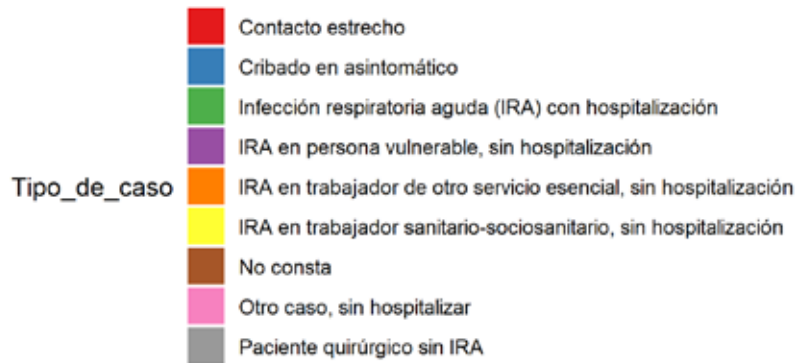 Contacto estrecho
Cribado en asintomático
Infección respiratoria aguda (IRA) con hospitalización
IRA en persona vulnerable, sin hospitalización
Tipo_de_caso
IRA en trabajador de otro servicio esencial, sin hospitalización
IRA en trabajador sanitario-sociosanitario, sin hospitalización
No consta
Otro caso, sin hospitalizar
Paciente quirúrgico sin IRA